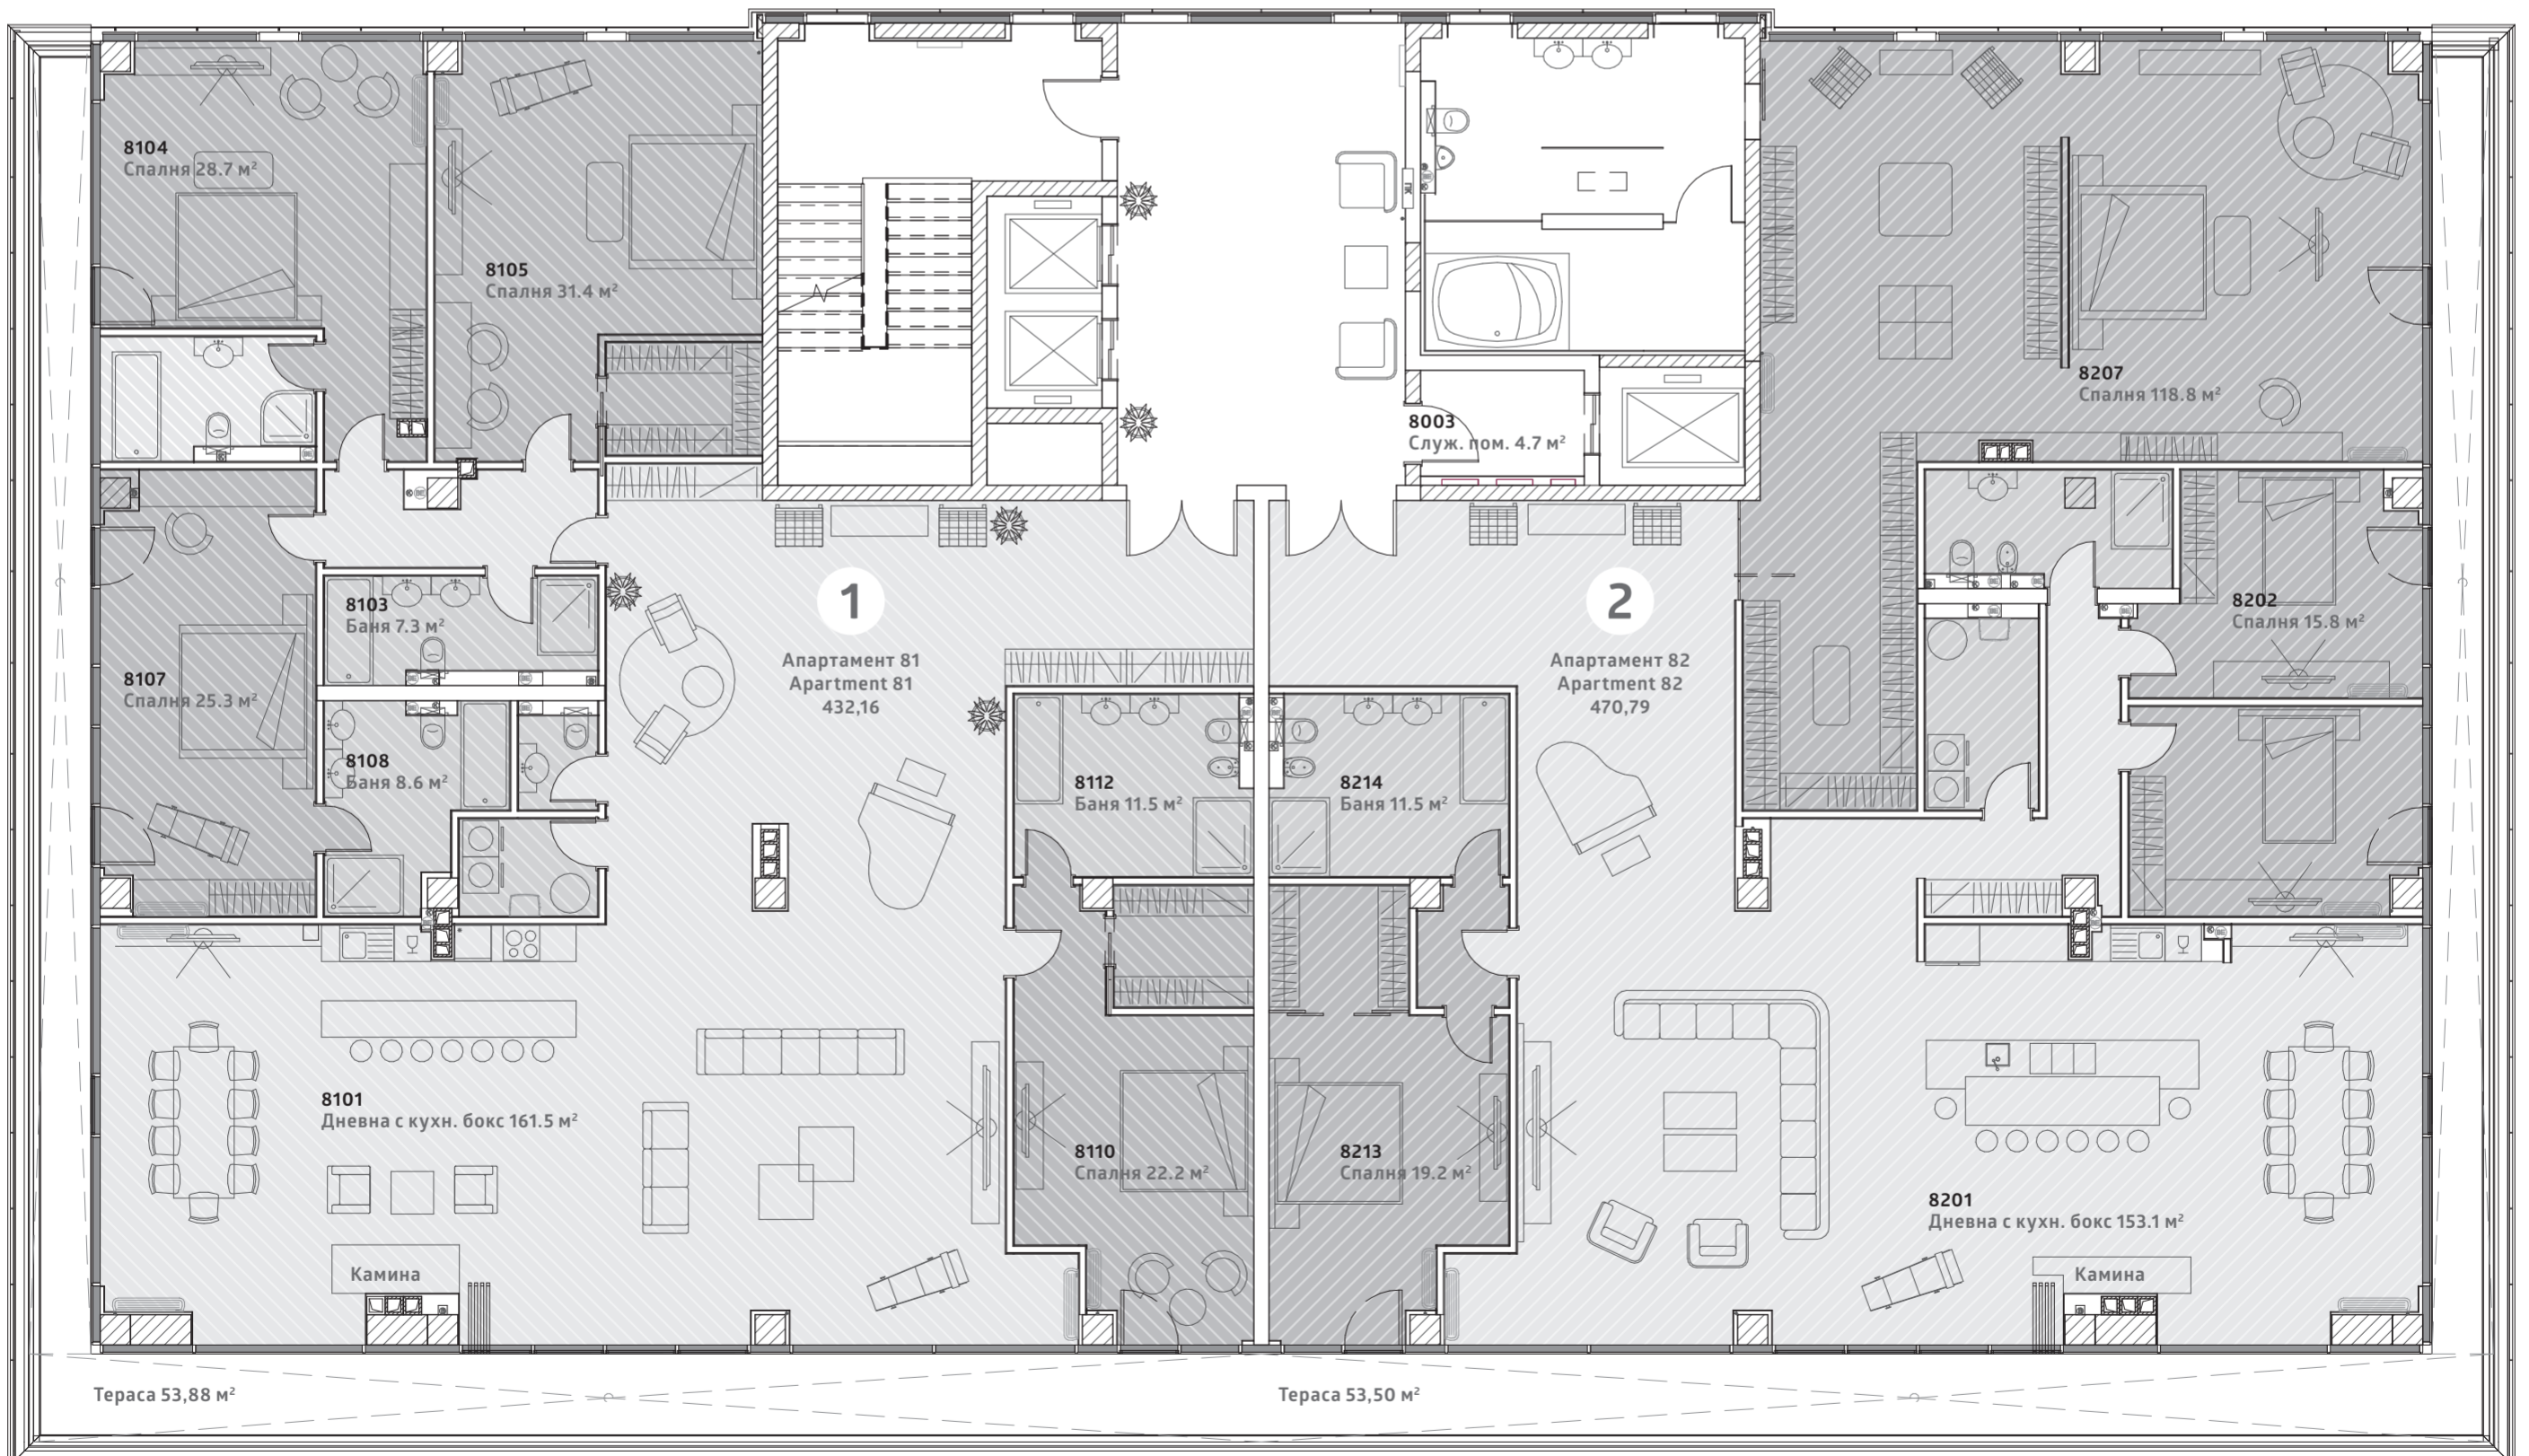 8104
Спалня 28.7 м²
8105
Спалня 31.4 м²
8003
Служ. пом. 4.7 м²
8207
Спалня 118.8 м²
8103
Баня 7.3 м²
8107
Спалня 25.3 м²
8108
Баня 8.6 м²
1
Апартамент 81
Apartment 81
432,16
2
Апартамент 82
Apartment 82
470,79
8202
Спалня 15.8 м²
8112
Баня 11.5 м²
8214
Баня 11.5 м²
8101
Дневна с кухн. бокс 161.5 м²
8110
Спалня 22.2 м²
8213
Спалня 19.2 м²
8201
Дневна с кухн. бокс 153.1 м²
Камина
Камина
Тераса 53,88 м²
Тераса 53,50 м²